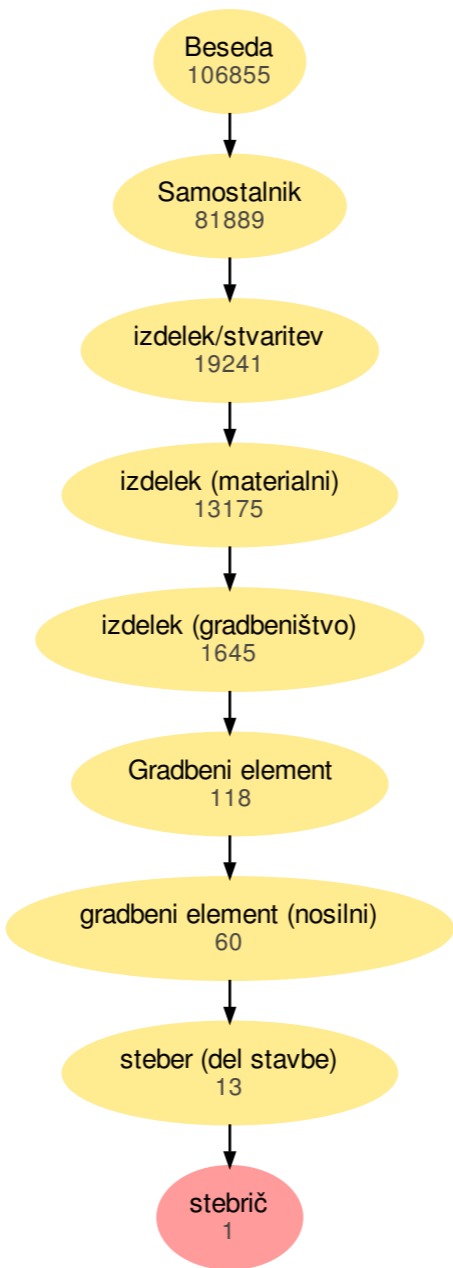 Beseda
106855
Samostalnik
81889
izdelek/stvaritev
19241
izdelek (materialni)
13175
izdelek (gradbeništvo)
1645
Gradbeni element
118
gradbeni element (nosilni)
60
steber (del stavbe)
13
stebrič
1